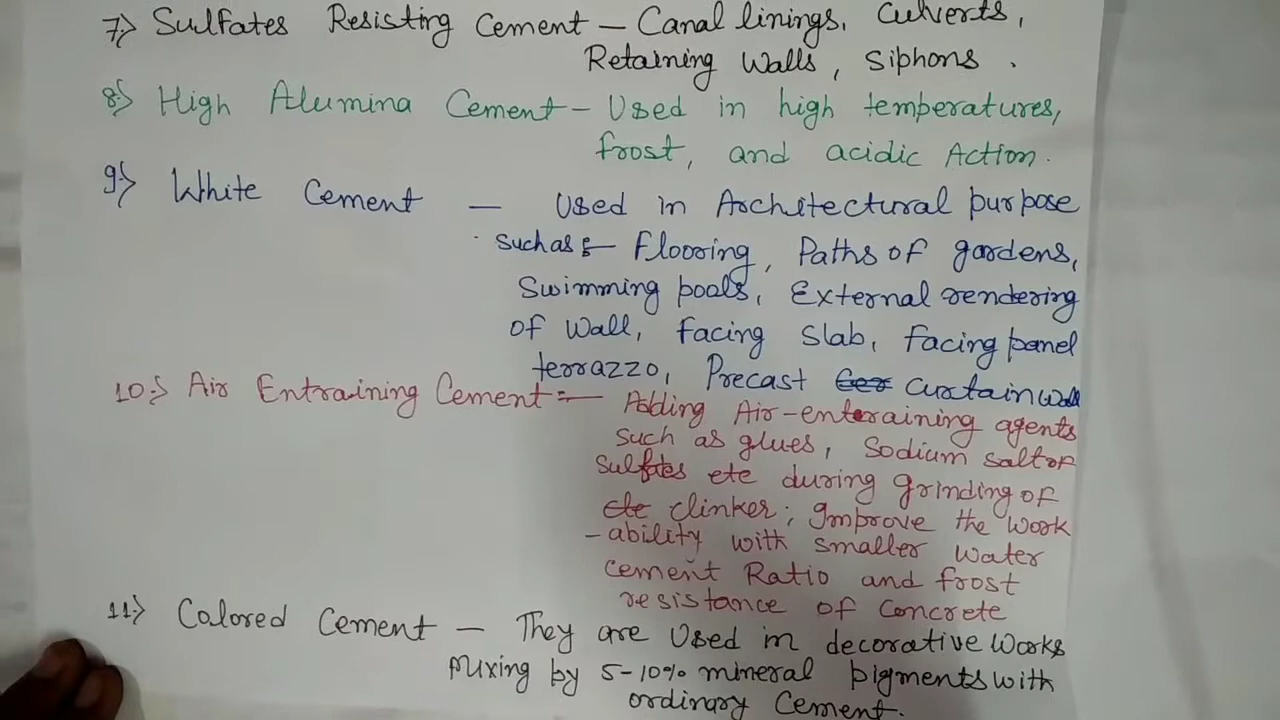 7:> Sulfates Resisting Cement – Canal linings, Culverts,
Retaining Walls, Siphons.
8:> High Alumina Cement – Used in high temperatures,
frost, and acidic Action.
9:> White Cement – Used in Architectural purpose
such as :– Flooring, Paths of gardens,
Swimming pools, External rendering
of wall, facing slab, facing panel
terrazzo, Precast curtain wall
10:> Air Entraining Cement :– Adding Air-entraining agents
such as glues, Sodium salt of
Sulfates etc during grinding of
clinker; Improve the work
-ability with smaller water
cement Ratio and frost
resistance of concrete
11:> Colored Cement – They are Used in decorative works
Mixing by 5-10% mineral pigments with
ordinary Cement.